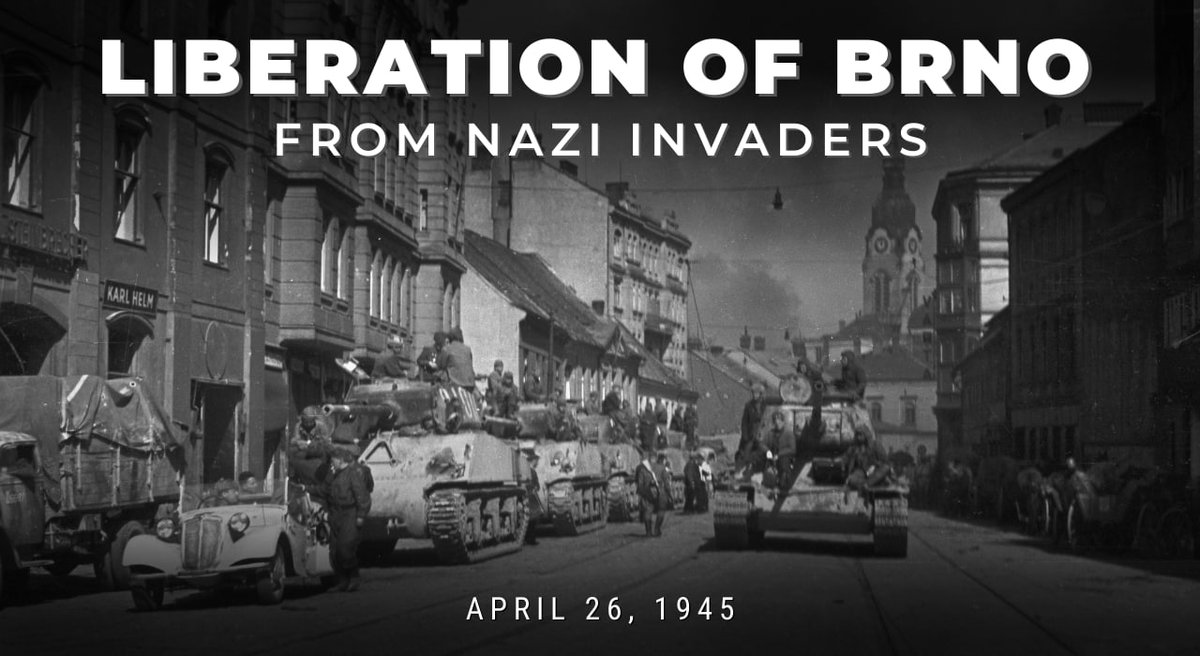 LIBERATION OF BRNO
FROM NAZI INVADERS
KARL HELM
APRIL 26, 1945